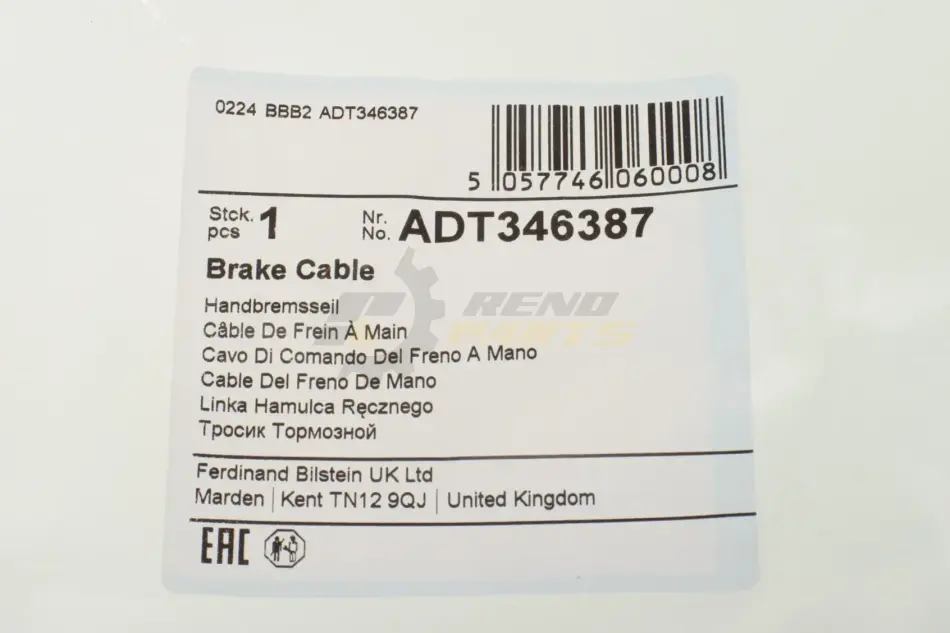 0224 BBB2 ADT346387
5 057746 060008
Stck. pcs 1 Nr. No. ADT346387
Brake Cable
RENO
PARTS
Handbremsseil
Câble De Frein À Main
Cavo Di Comando Del Freno A Mano
Cable Del Freno De Mano
Linka Hamulca Ręcznego
Тросик Тормозной
Ferdinand Bilstein UK Ltd
Marden | Kent TN12 9QJ | United Kingdom
EAC